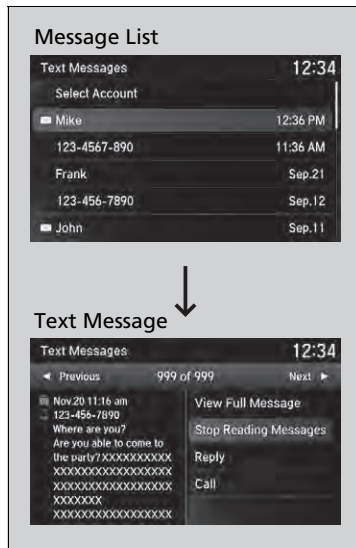 Message List
Text Messages 12:34
Select Account
Mike 12:36 PM
123-4567-890 11:36 AM
Frank Sep.21
123-456-7890 Sep.12
John Sep.11
Text Message
Text Messages 12:34
◄ Previous 999 of 999 Next ►
Nov.20 11:16 am
123-456-7890
Where are you?
Are you able to come to
the party?XXXXXXXXXX
XXXXXXXXXXXXXXXXX
XXXXXXXXXXXXXXXXX
XXXXXXX
XXXXXXXXXXXXXXXXX
View Full Message
Stop Reading Messages
Reply
Call